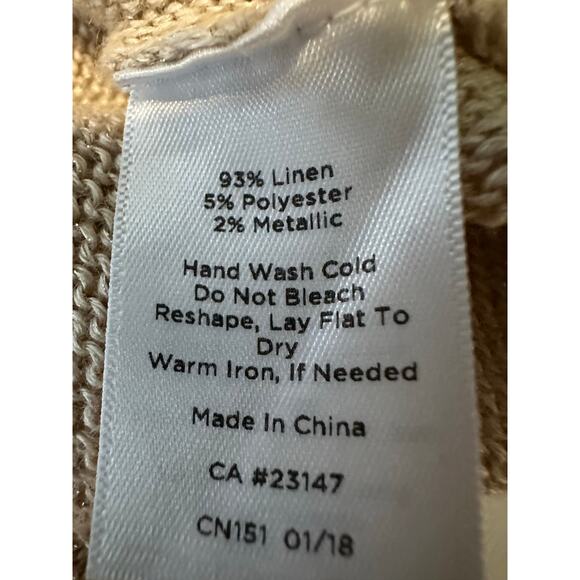 93% Linen
5% Polyester
2% Metallic
Hand Wash Cold
Do Not Bleach
Reshape, Lay Flat To
Dry
Warm Iron, If Needed
Made In China
CA #23147
CN151 01/18